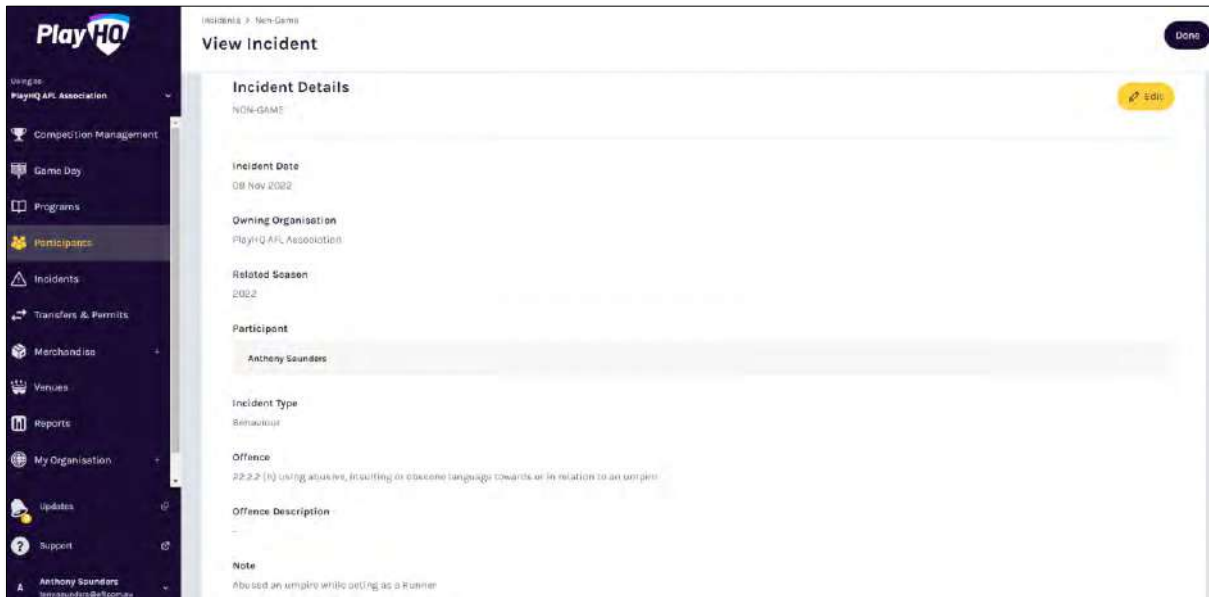 PlayHQ
Incidents > Non-Game
View Incident
Done
Using as
PlayHQ AFL Association
Competition Management
Game Day
Programs
Participants
Incidents
Transfers & Permits
Merchandise +
Venues
Reports
My Organisation +
Updates
? Support
A Anthony Saunders
Incident Details
NON-GAME
Edit
Incident Date
08 Nov 2022
Owning Organisation
PlayHQ AFL Association
Related Season
2022
Participant
Anthony Saunders
Incident Type
Behaviour
Offence
22.2.2 (h) using abusive, insulting or obscene language towards or in relation to an umpire
Offence Description
-
Note
Abused an umpire while acting as a Runner